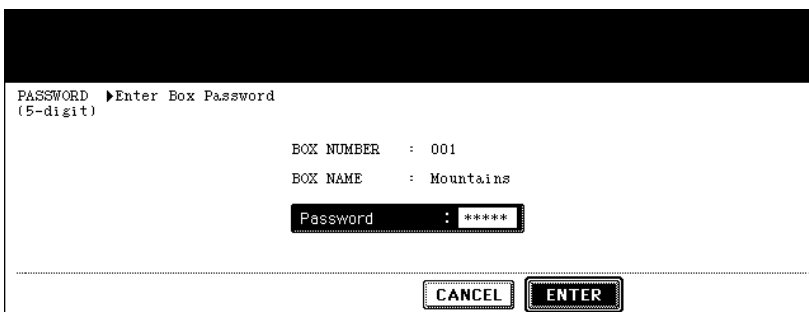 PASSWORD ▶Enter Box Password
(5-digit)
BOX NUMBER : 001
BOX NAME : Mountains
Password : *****
CANCEL ENTER